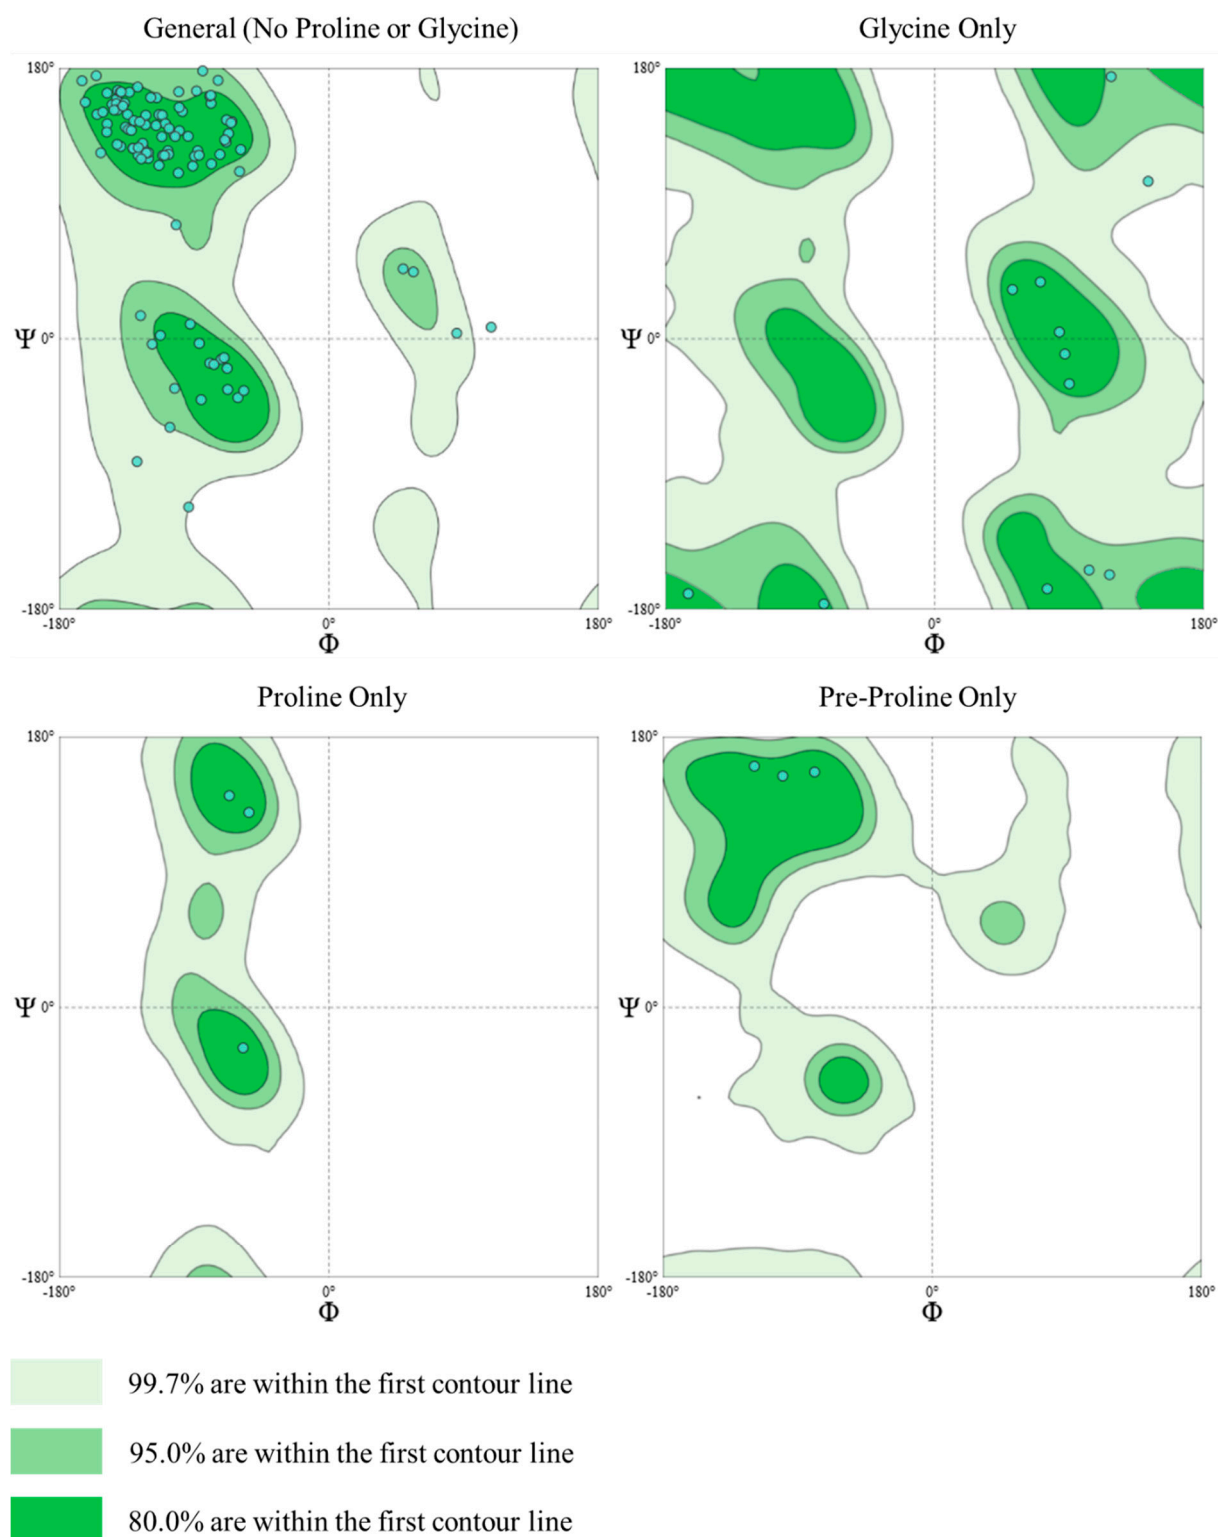 General (No Proline or Glycine)
Glycine Only
180°
180°
Ψ 0°
Ψ 0°
-180°
-180°
-180°
0°
180°
-180°
0°
180°
Φ
Φ
Proline Only
Pre-Proline Only
180°
180°
Ψ 0°
Ψ 0°
-180°
-180°
-180°
0°
180°
-180°
0°
180°
Φ
Φ
99.7% are within the first contour line
95.0% are within the first contour line
80.0% are within the first contour line